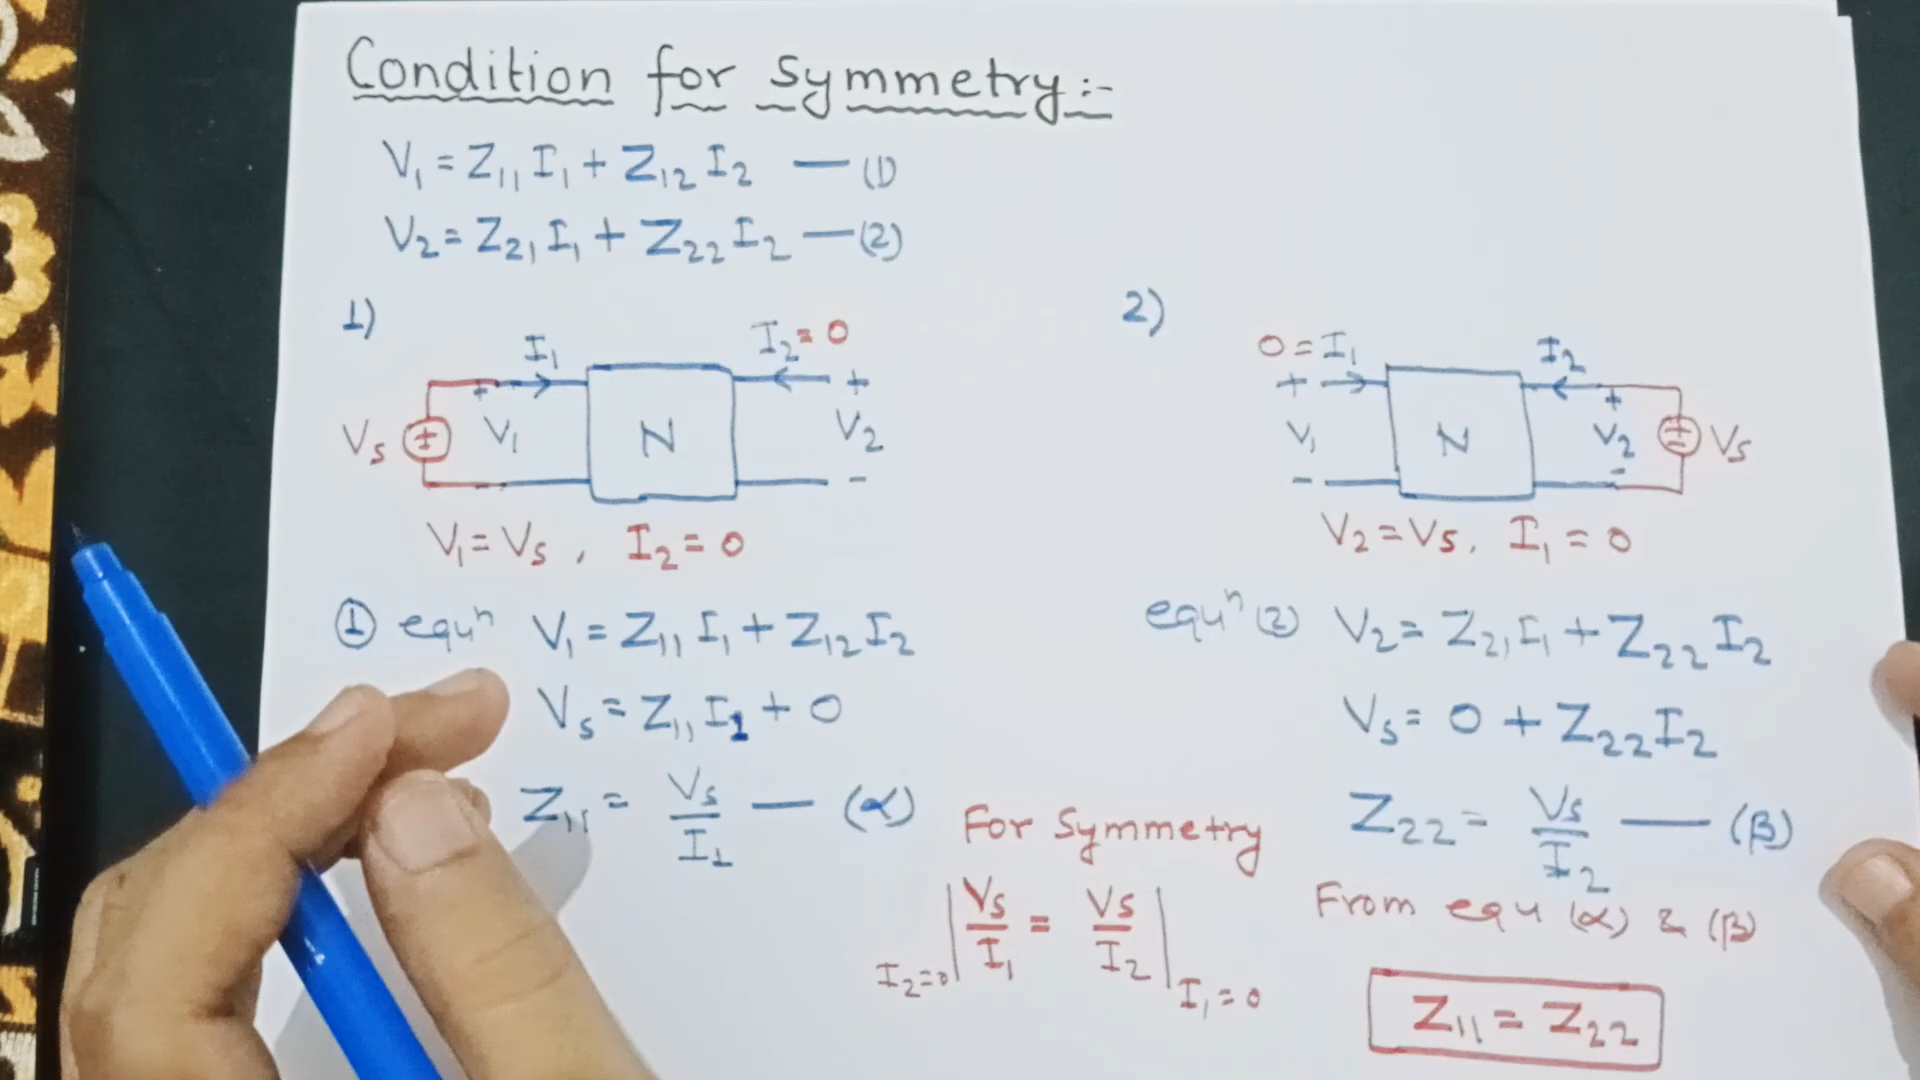 Condition for Symmetry:-
V₁ = Z₁₁ I₁ + Z₁₂ I₂ — (1)
V₂ = Z₂₁ I₁ + Z₂₂ I₂ — (2)
1)
I₁
I₂ = 0
+
+
Vs
±
V₁
N
V₂
-
V₁ = Vs , I₂ = 0
① equⁿ V₁ = Z₁₁ I₁ + Z₁₂ I₂
Vs = Z₁₁ I₁ + 0
Z₁₁ = Vs/I₁ — (α)
2)
0 = I₁
I₂
+
+
V₁
N
V₂
±
Vs
-
-
V₂ = Vs, I₁ = 0
equⁿ (2) V₂ = Z₂₁ I₁ + Z₂₂ I₂
Vs = 0 + Z₂₂ I₂
Z₂₂ = Vs/I₂ — (β)
For Symmetry
I₂=0 | Vs/I₁ = Vs/I₂ | I₁ = 0
From equ (α) & (β)
Z₁₁ = Z₂₂